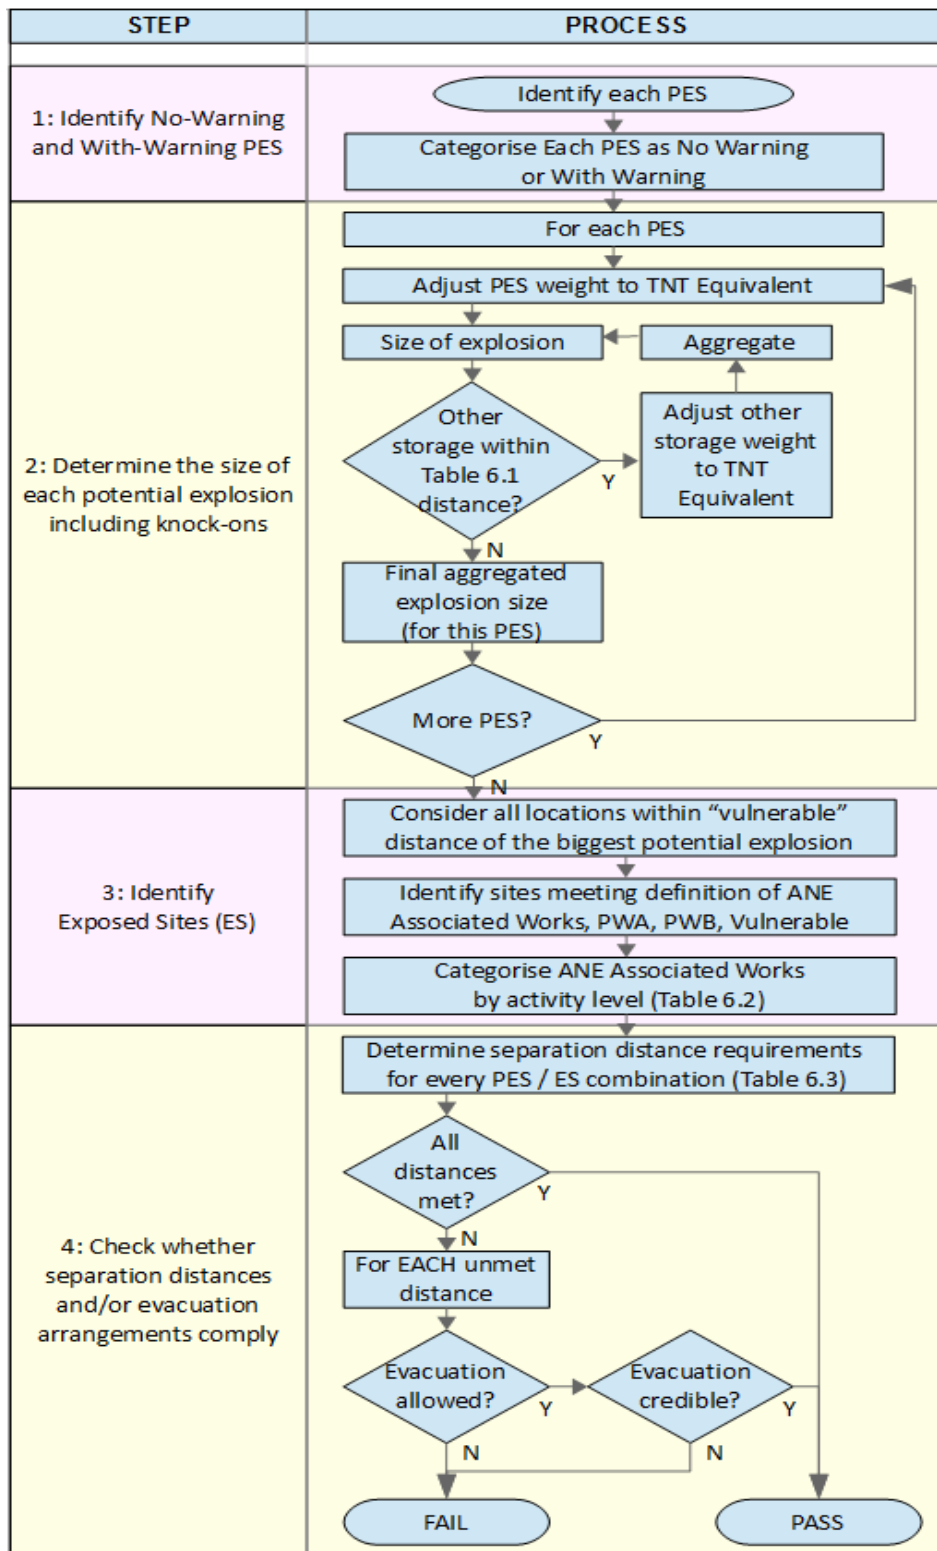 STEP
PROCESS
1: Identify No-Warning
and With-Warning PES
Identify each PES
Categorise Each PES as No Warning
or With Warning
2: Determine the size of
each potential explosion
including knock-ons
For each PES
Adjust PES weight to TNT Equivalent
Size of explosion
Aggregate
Other
storage within
Table 6.1
distance?
Y
Adjust other
storage weight
to TNT
Equivalent
N
Final aggregated
explosion size
(for this PES)
More PES?
Y
N
3: Identify
Exposed Sites (ES)
Consider all locations within “vulnerable”
distance of the biggest potential explosion
Identify sites meeting definition of ANE
Associated Works, PWA, PWB, Vulnerable
Categorise ANE Associated Works
by activity level (Table 6.2)
4: Check whether
separation distances
and/or evacuation
arrangements comply
Determine separation distance requirements
for every PES / ES combination (Table 6.3)
All
distances
met?
Y
N
For EACH unmet
distance
Evacuation
allowed?
Y
Evacuation
credible?
Y
N
N
FAIL
PASS